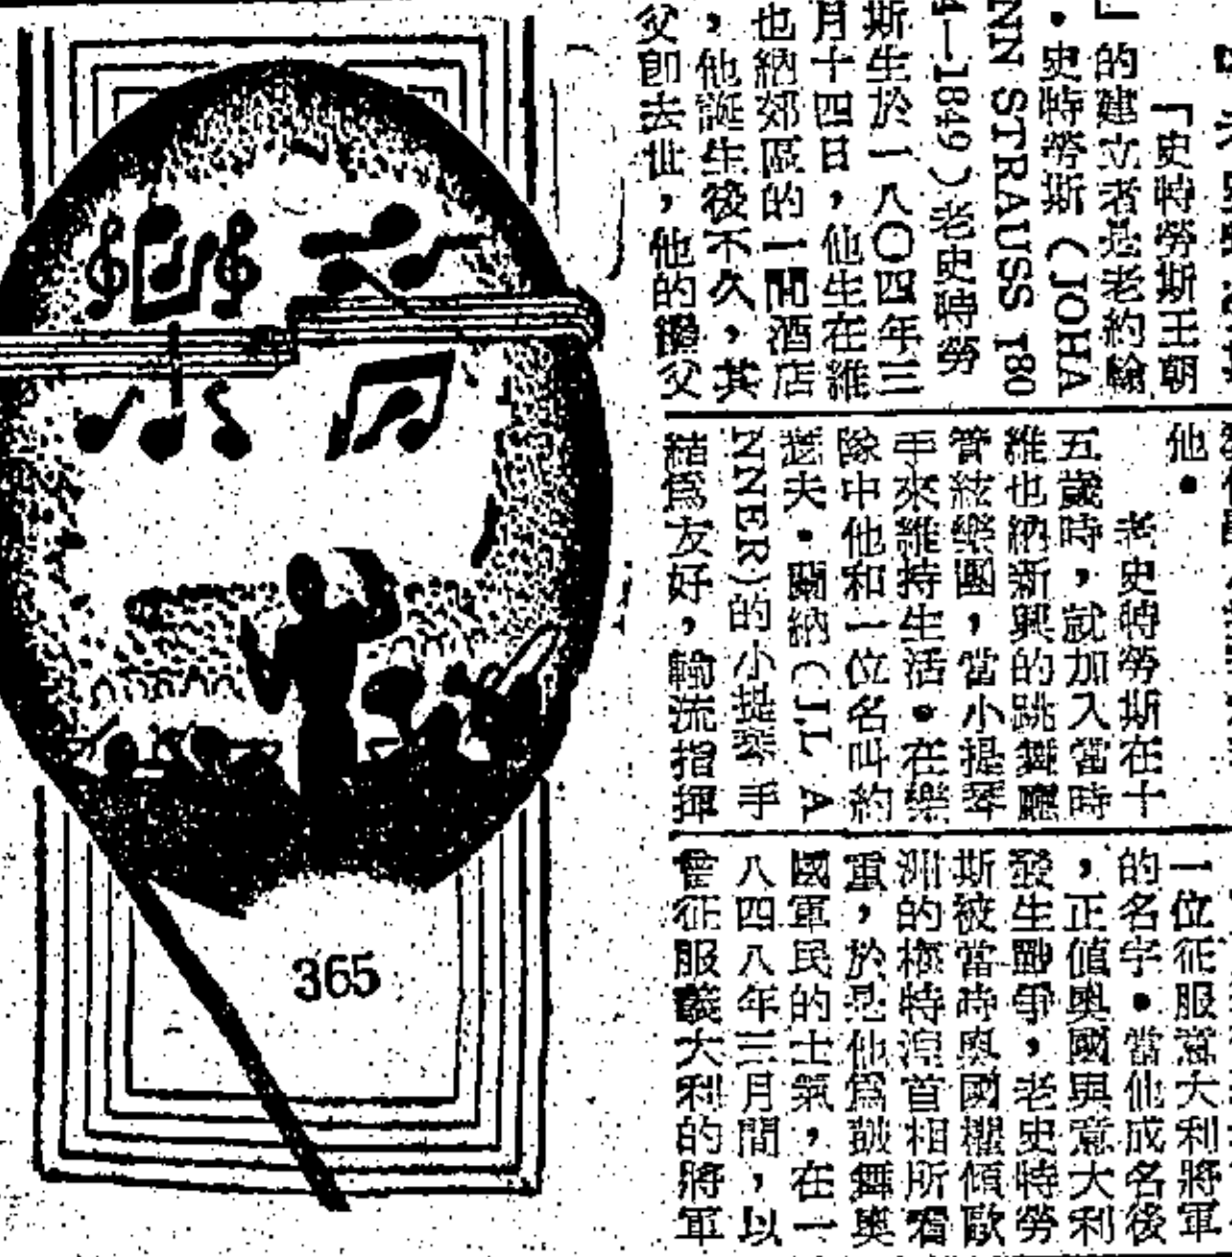 「史時勞斯王朝
」的建立者是老約翰
•史時勞斯（JOHA
NN STRAUSS 180
4—1849）老史時勞
斯生於一八〇四年三
月十四日，他生在維
也納郊區的一間酒店
，他誕生後不久，其
父卽去世，他的繼父
他•
老史時勞斯在十
五歲時，就加入當時
維也納新興的跳舞廳
管絃樂團，當小提琴
手來維持生活•在樂
隊中他和一位名叫約
瑟夫•蘭納（J.L A
NNER)的小提琴手
結爲友好，輪流指揮
一位征服意大利將軍
的名字•當他成名後
，正值奧國與意大利
發生戰爭，老史特勞
斯被當時奧國權傾歐
洲的梅特湼首相所看
重，於是他爲鼓舞奧
國軍民的士氣，在一
八四八年三月間，以
曾征服義大利的將軍
365